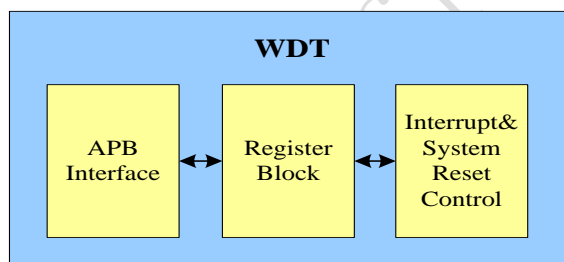 WDT
APB
Interface
Register
Block
Interrupt&
System
Reset
Control